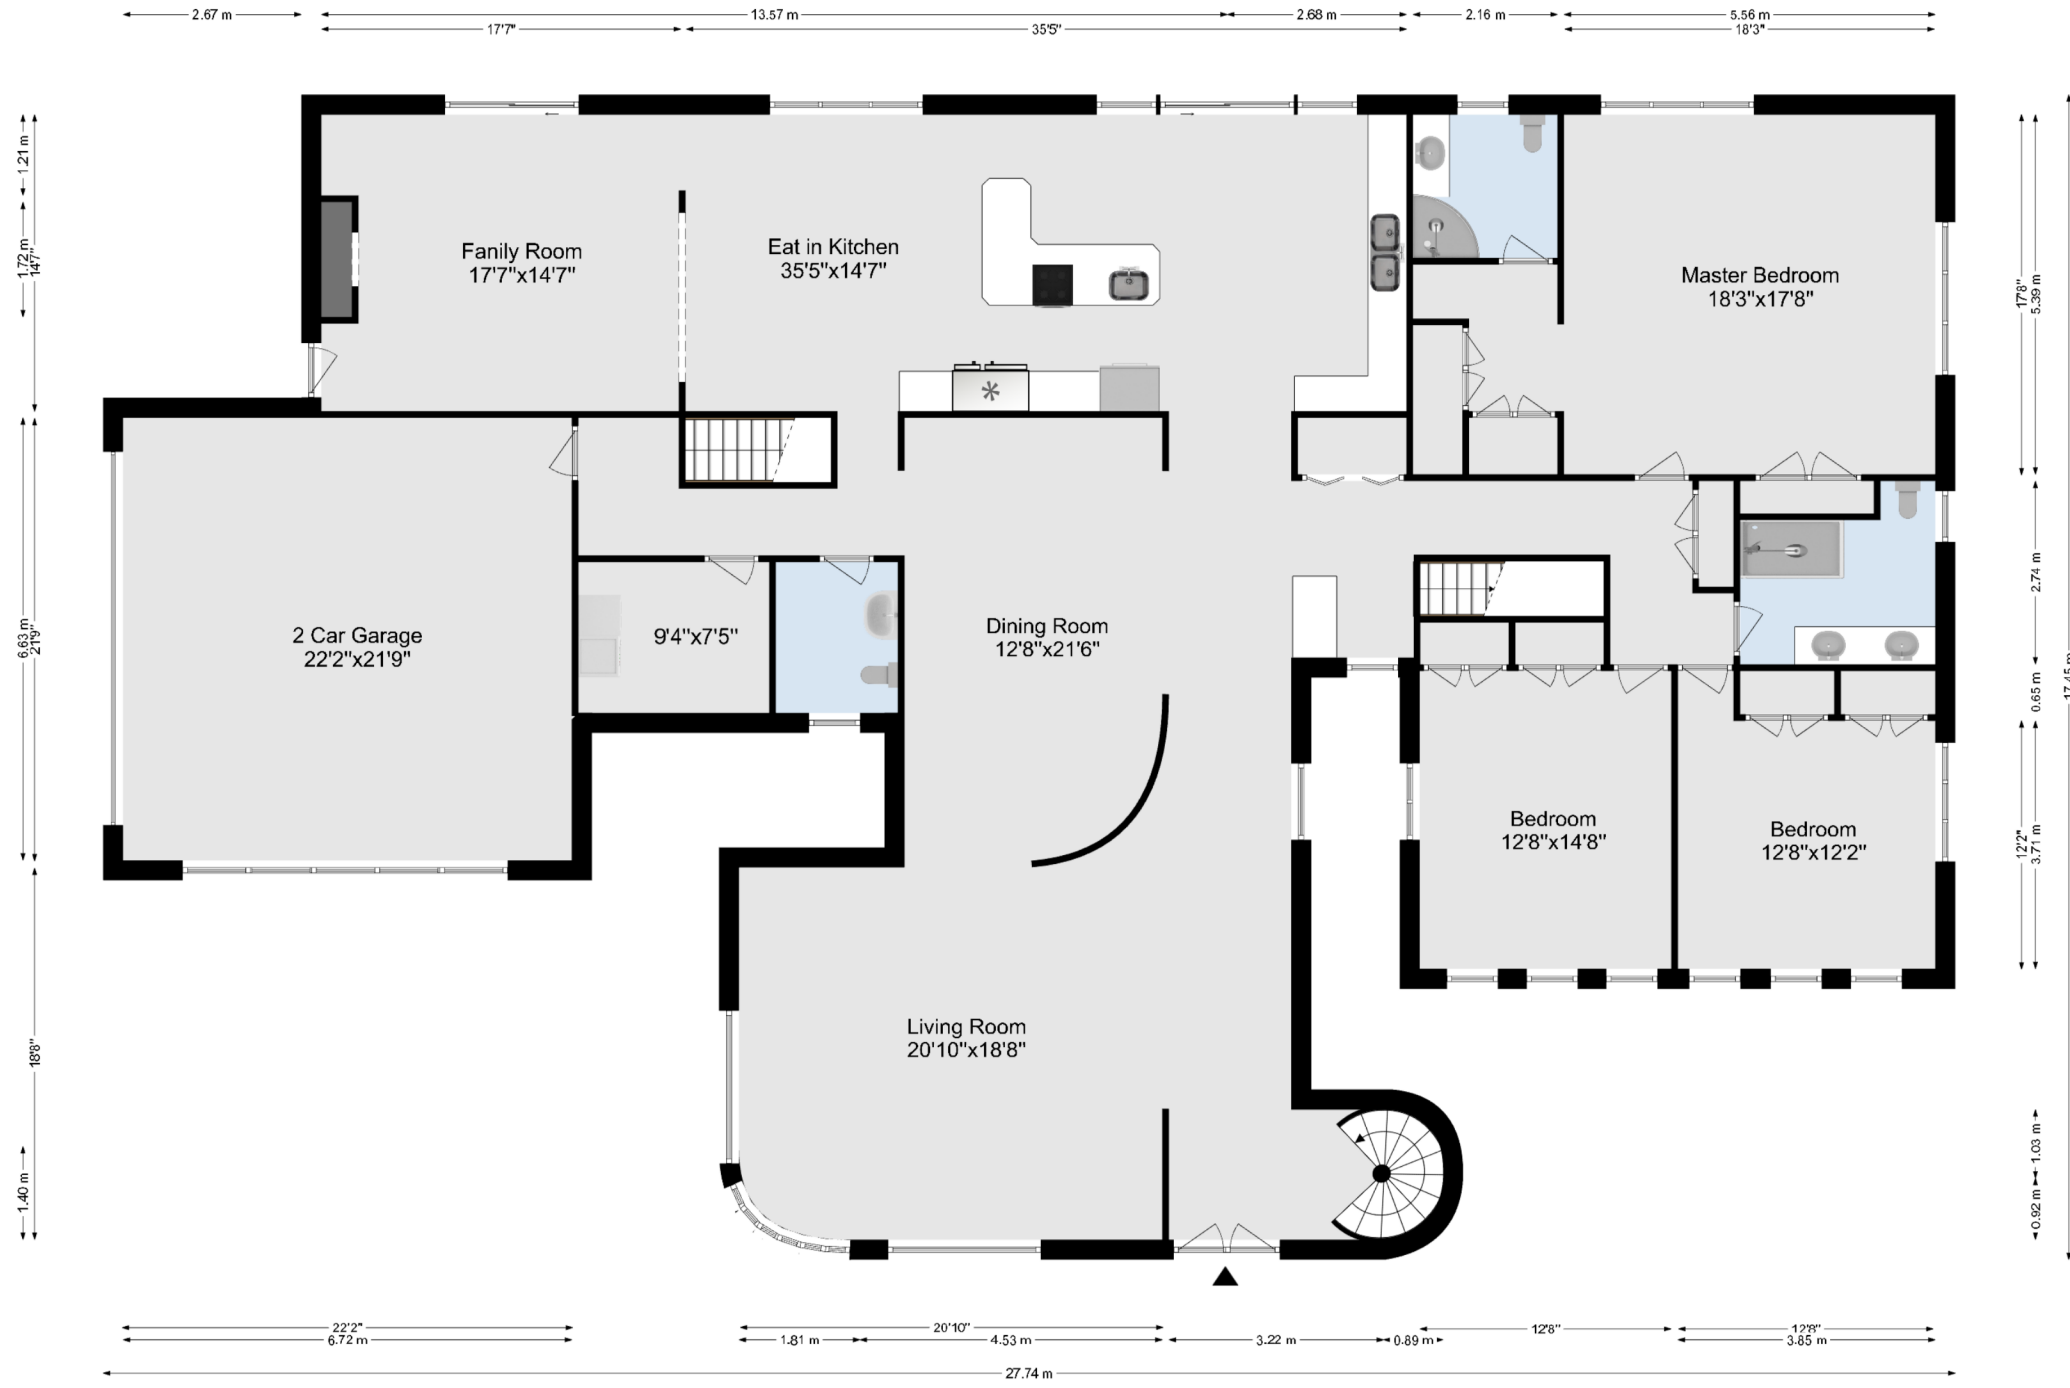 2.67 m
13.57 m
2.68 m
2.16 m
5.56 m
17'7"
35'5"
18'3"
1.21 m
1.72 m
14'7"
6.63 m
21'9"
18'8"
1.40 m
Fanily Room
17'7"x14'7"
Eat in Kitchen
35'5"x14'7"
Master Bedroom
18'3"x17'8"
2 Car Garage
22'2"x21'9"
9'4"x7'5"
Dining Room
12'8"x21'6"
Bedroom
12'8"x14'8"
Bedroom
12'8"x12'2"
Living Room
20'10"x18'8"
17'8"
5.39 m
2.74 m
0.65 m
12'2"
3.71 m
1.03 m
0.92 m
17.45 m
22'2"
6.72 m
20'10"
1.81 m
4.53 m
3.22 m
0.89 m
12'8"
12'8"
3.85 m
27.74 m